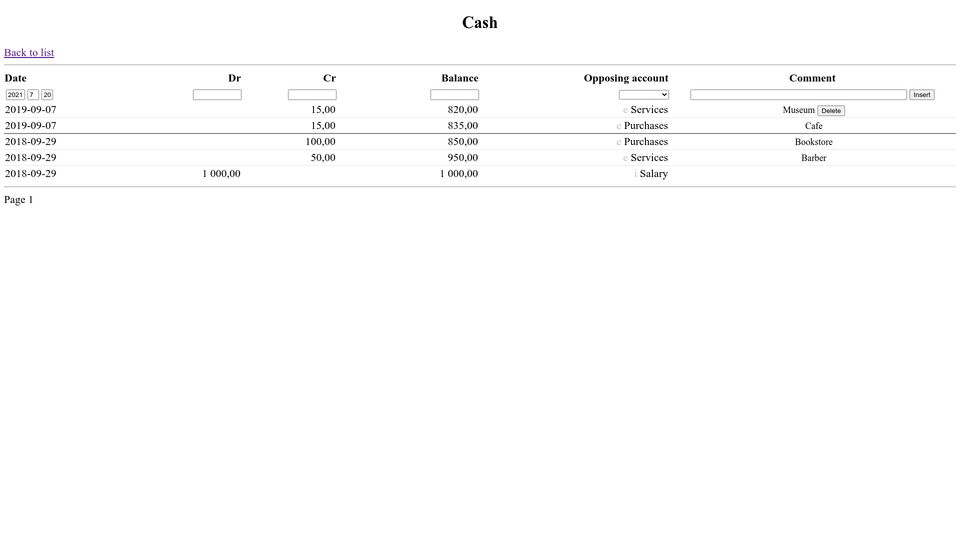 Cash
Back to list
Date Dr Cr Balance Opposing account Comment
2021 7 20 Insert
2019-09-07 15,00 820,00 e Services Museum Delete
2019-09-07 15,00 835,00 e Purchases Cafe
2018-09-29 100,00 850,00 e Purchases Bookstore
2018-09-29 50,00 950,00 e Services Barber
2018-09-29 1 000,00 1 000,00 i Salary
Page 1